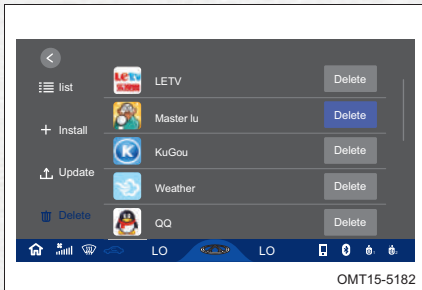 LETV
Delete
list
Master lu
Delete
Install
KuGou
Delete
Update
Weather
Delete
Delete
QQ
Delete
LO
LO
OMT15-5182